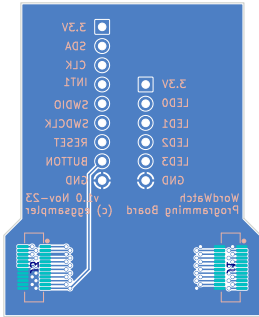 3.3V
SDA
CLK
INT1
SWDIO
SWDCLK
RESET
BUTTON
GND
3.3V
LED0
LED1
LED2
LED3
GND
v1.0 Nov-23
(c) eggsampler
WordWatch
Programming Board
J3